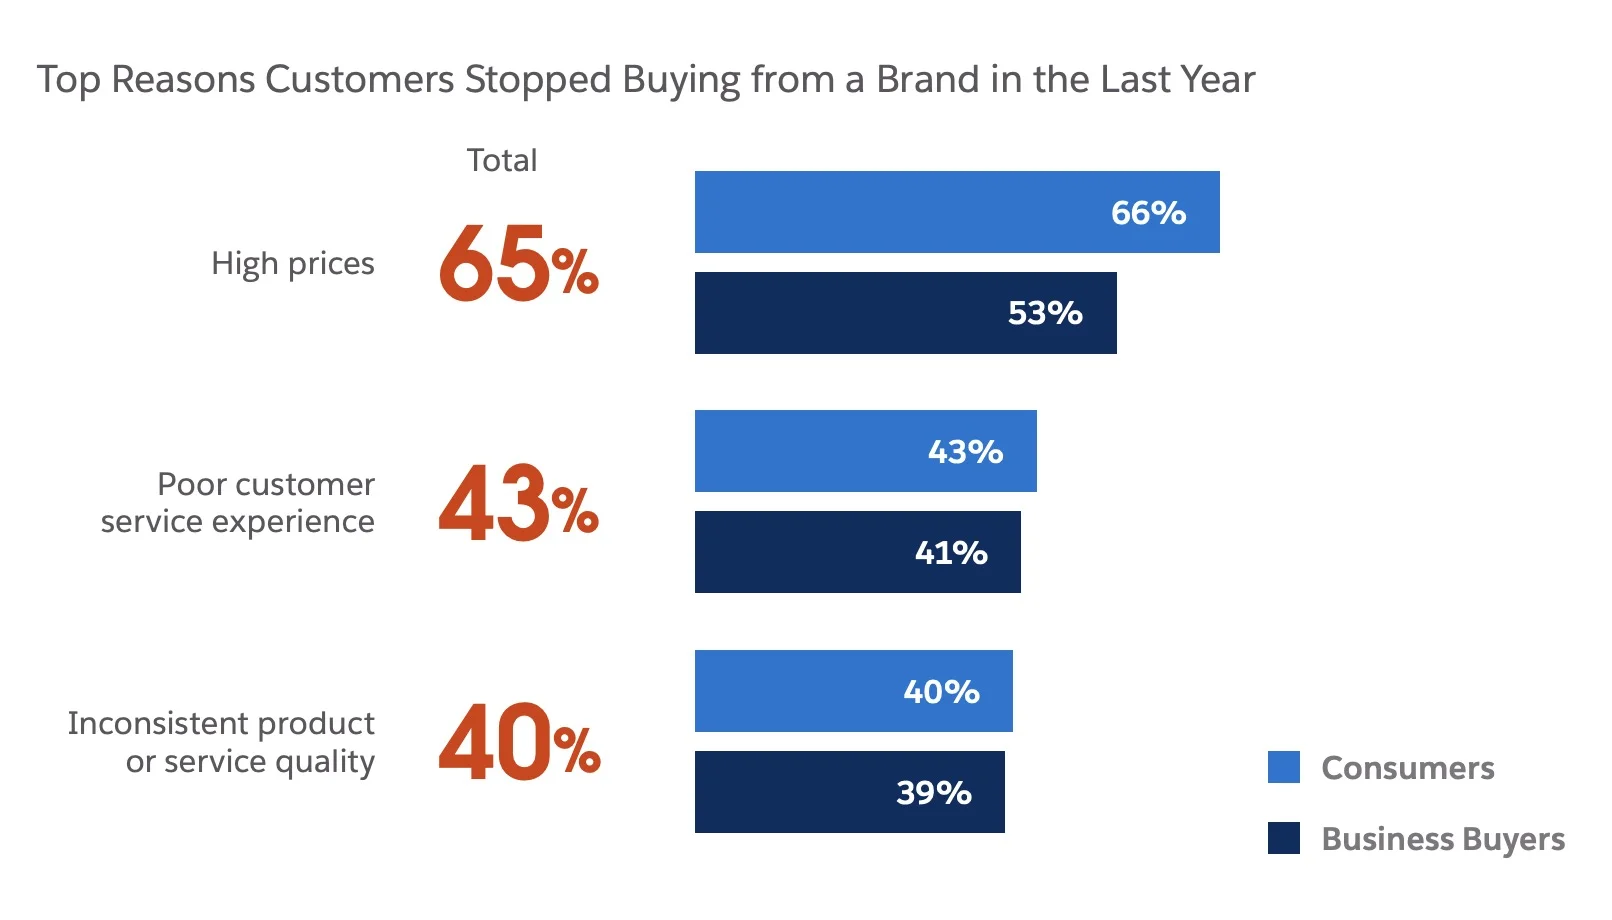 Top Reasons Customers Stopped Buying from a Brand in the Last Year
Total
High prices
65%
66%
53%
Poor customer
service experience
43%
43%
41%
Inconsistent product
or service quality
40%
40%
39%
Consumers
Business Buyers